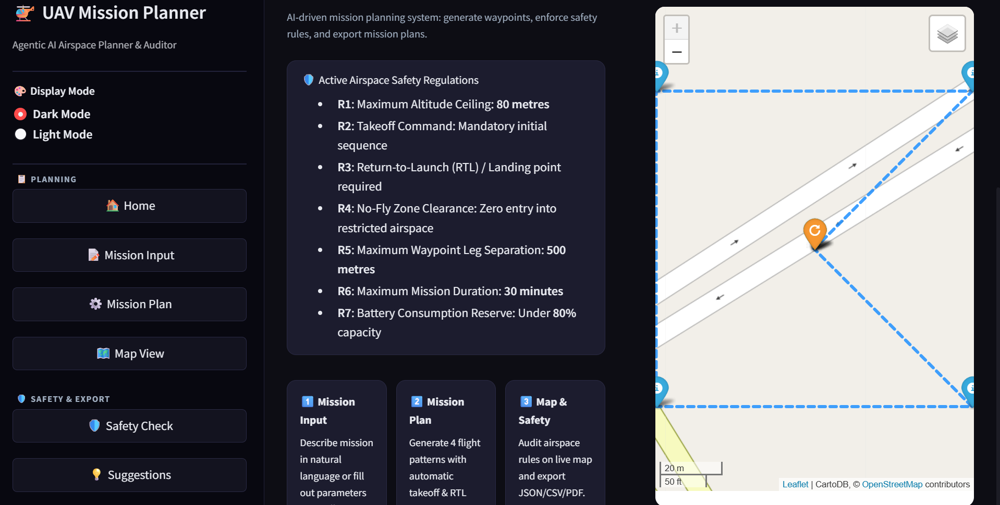 UAV Mission Planner
Agentic AI Airspace Planner & Auditor
Display Mode
Dark Mode
Light Mode
PLANNING
Home
Mission Input
Mission Plan
Map View
SAFETY & EXPORT
Safety Check
Suggestions
AI-driven mission planning system: generate waypoints, enforce safety
rules, and export mission plans.
Active Airspace Safety Regulations
R1: Maximum Altitude Ceiling: 80 metres
R2: Takeoff Command: Mandatory initial
sequence
R3: Return-to-Launch (RTL) / Landing point
required
R4: No-Fly Zone Clearance: Zero entry into
restricted airspace
R5: Maximum Waypoint Leg Separation: 500
metres
R6: Maximum Mission Duration: 30 minutes
R7: Battery Consumption Reserve: Under 80%
capacity
1 Mission
Input
Describe mission
in natural
language or fill
out parameters
2 Mission
Plan
Generate 4 flight
patterns with
automatic
takeoff & RTL
3 Map &
Safety
Audit airspace
rules on live map
and export
JSON/CSV/PDF.
+
−
20 m
50 ft
Leaflet | CartoDB, © OpenStreetMap contributors